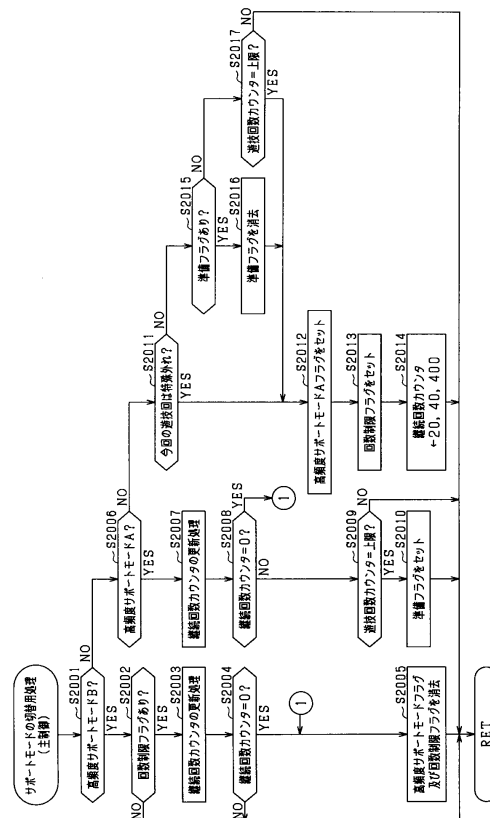 サポートモードの切替用処理
(主制御)
S2001
高頻度サポートモードB?
NO
YES
S2002
回数制限フラグあり?
NO
YES
S2003
継続回数カウンタの更新処理
S2004
継続回数カウンタ=0?
NO
YES
1
S2005
高頻度サポートモードフラグ
及び回数制限フラグを消去
RET
S2006
高頻度サポートモードA?
NO
YES
S2007
継続回数カウンタの更新処理
S2008
継続回数カウンタ=0?
YES
1
NO
S2009
遊技回数カウンタ=上限?
NO
YES
S2010
準備フラグをセット
S2011
今回の遊技回は特殊外れ?
NO
YES
S2012
高頻度サポートモードAフラグをセット
S2013
回数制限フラグをセット
S2014
継続回数カウンタ
←20,40,400
S2015
準備フラグあり?
NO
YES
S2016
準備フラグを消去
S2017
遊技回数カウンタ=上限?
NO
YES